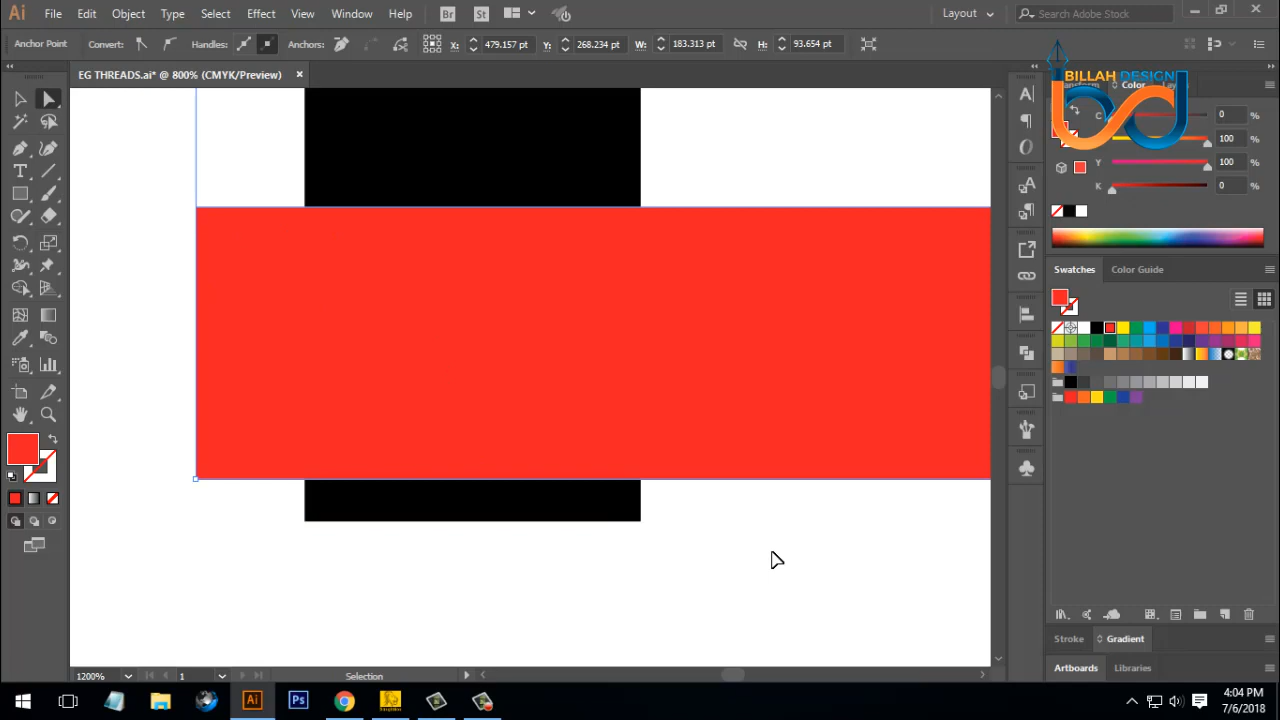 Ai File Edit Object Type Select Effect View Window Help Br St Layout Search Adobe Stock
Anchor Point Convert: Handles: Anchors: X: 479.157 pt Y: 268.234 pt W: 183.313 pt H: 93.654 pt
EG THREADS.ai* @ 800% (CMYK/Preview)
BILLAH DESIGN
Color
C 0 %
100 %
Y 100 %
K 0 %
Swatches Color Guide
Stroke Gradient
Artboards Libraries
1200% 1 Selection
Ai Ps
4:04 PM
7/6/2018